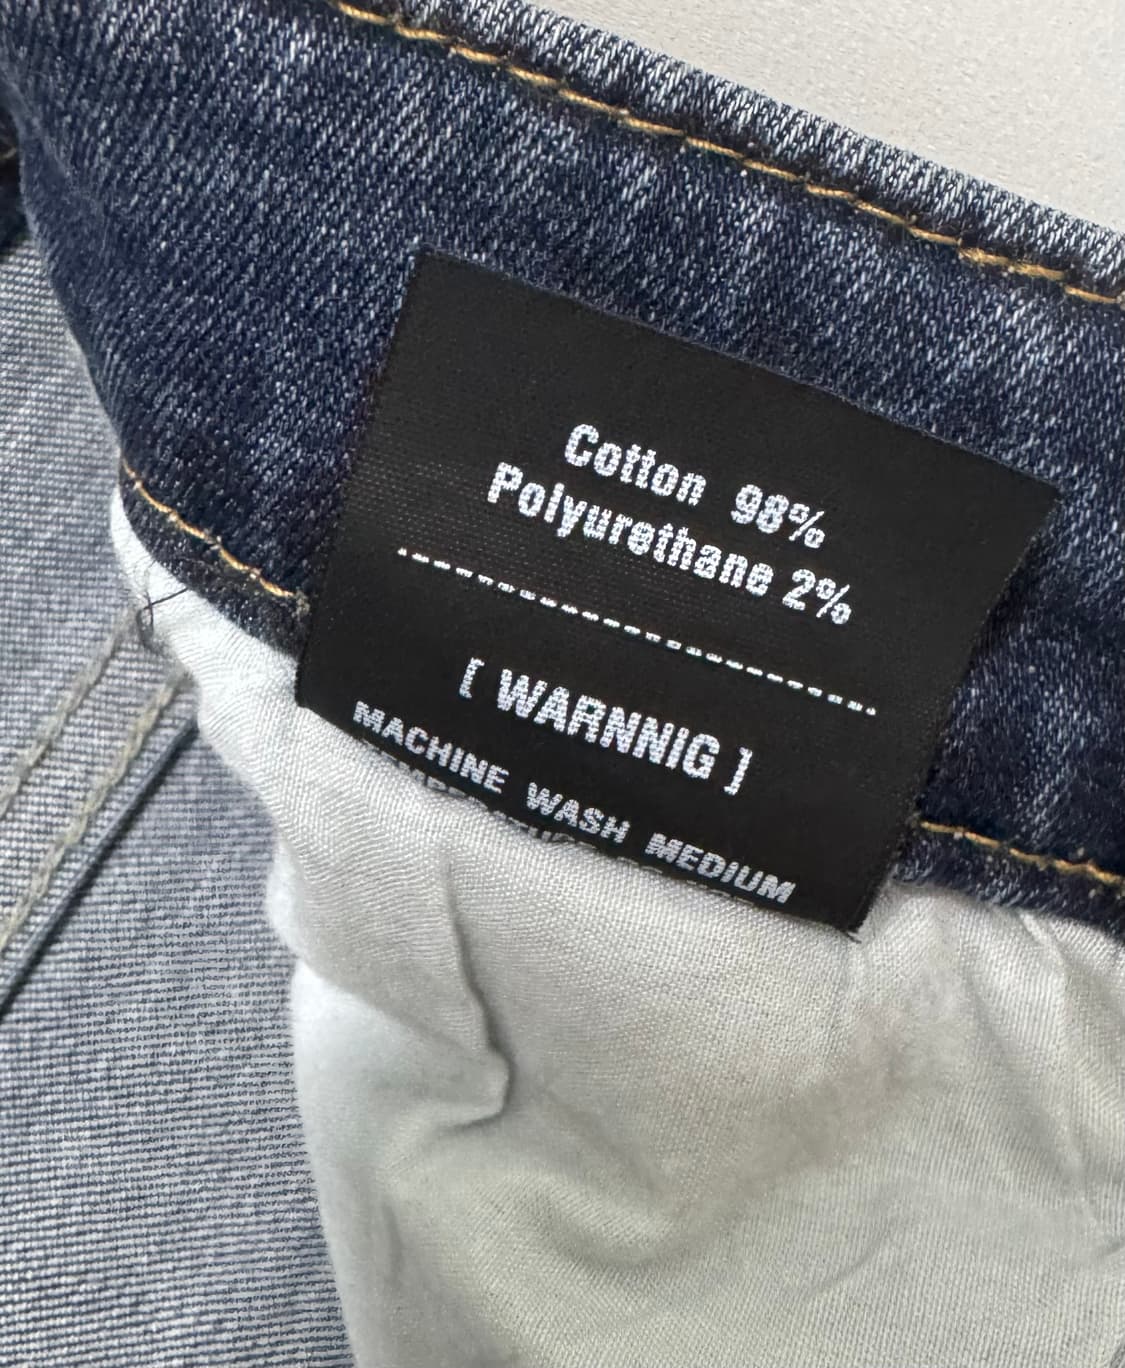 Cotton 98%
Polyurethane 2%
[ WARNNIG ]
MACHINE WASH MEDIUM